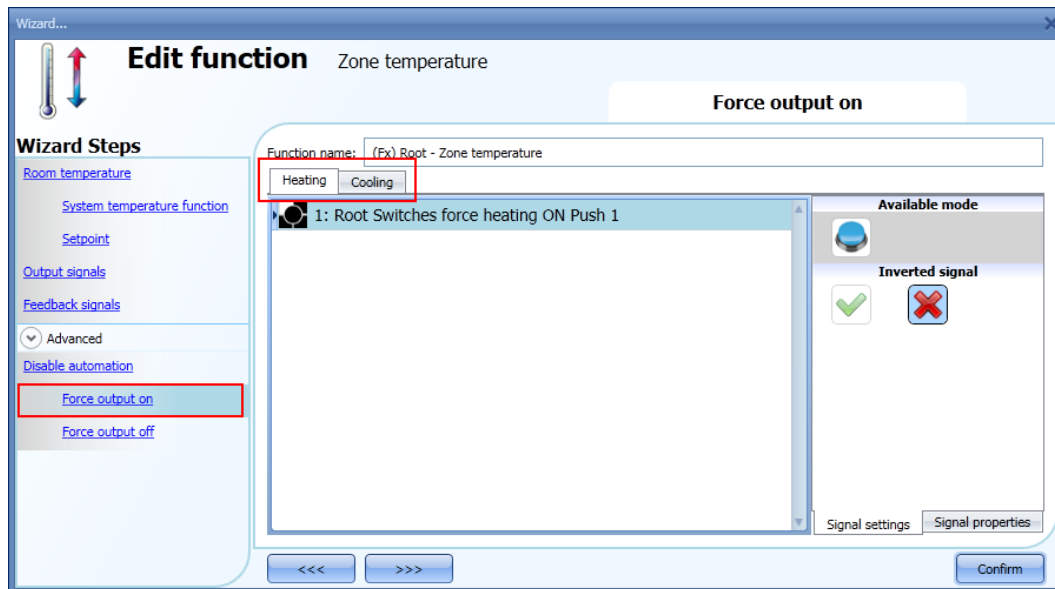 Wizard...
Edit function Zone temperature
Force output on
Wizard Steps
Room temperature
System temperature function
Setpoint
Output signals
Feedback signals
Advanced
Disable automation
Force output on
Force output off
Function name: (Fx) Root - Zone temperature
Heating Cooling
1: Root Switches force heating ON Push 1
Available mode
Inverted signal
Signal settings Signal properties
<<< >>> Confirm